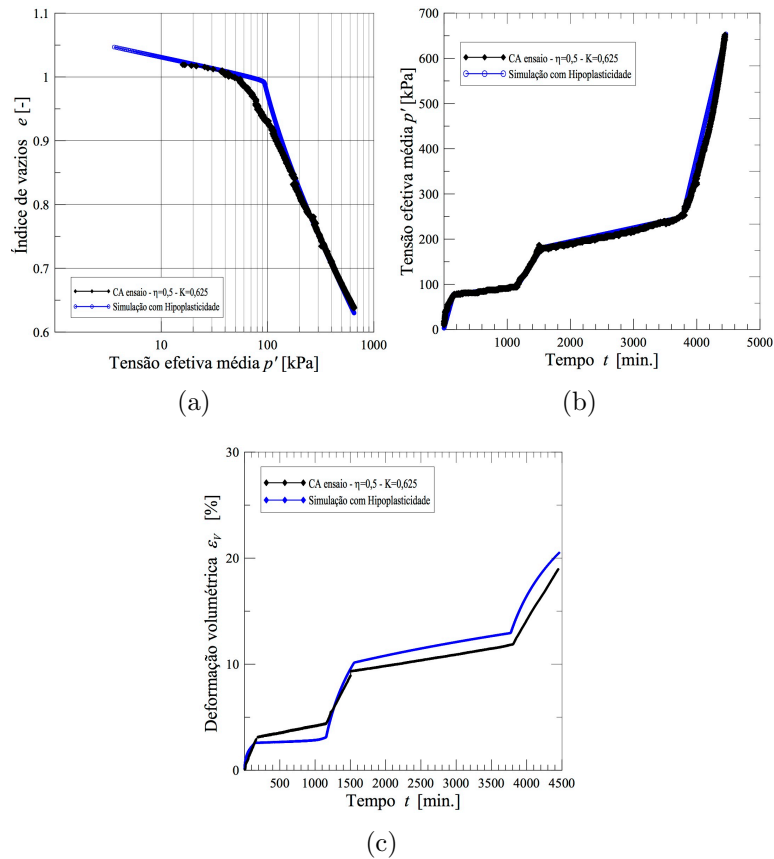 1.1
1
0.9
0.8
0.7
0.6
Índice de vazios e [-]
CA ensaio - η=0,5 - K=0,625
Simulação com Hipoplasticidade
10
100
1000
Tensão efetiva média p' [kPa]
(a)
700
600
500
400
300
200
100
0
Tensão efetiva média p' [kPa]
CA ensaio - η=0,5 - K=0,625
Simulação com Hipoplasticidade
1000
2000
3000
4000
5000
Tempo t [min.]
(b)
30
20
10
0
Deformação volumétrica εV [%]
CA ensaio - η=0,5 - K=0,625
Simulação com Hipoplasticidade
500
1000
1500
2000
2500
3000
3500
4000
4500
Tempo t [min.]
(c)